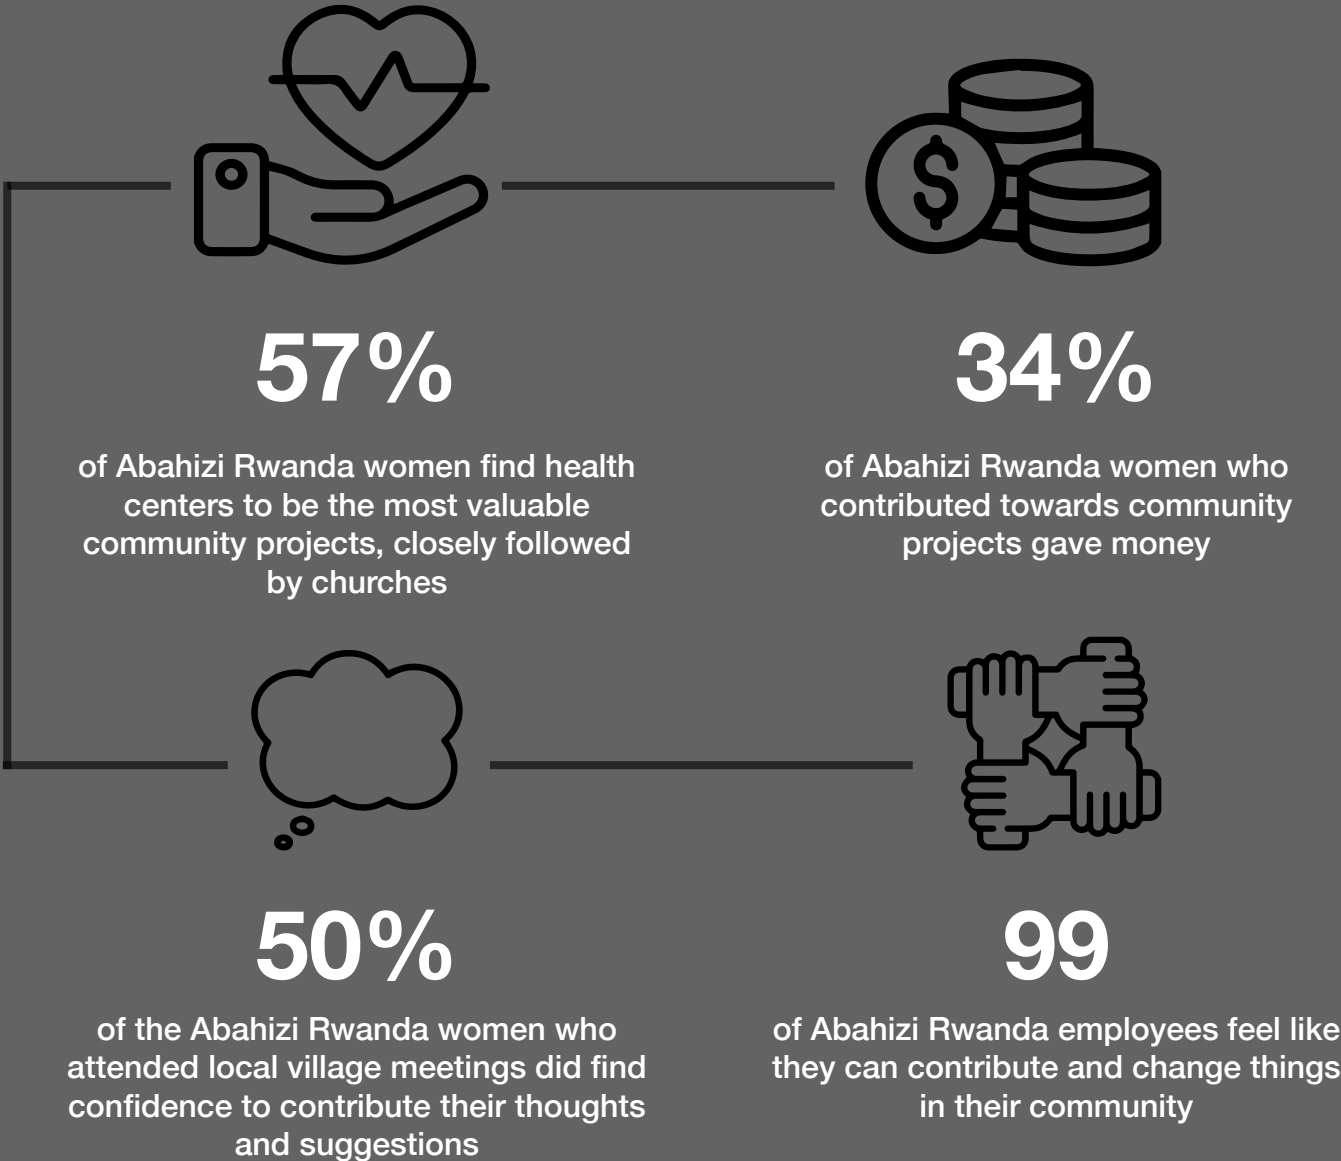 57%
of Abahizi Rwanda women find health
centers to be the most valuable
community projects, closely followed
by churches
34%
of Abahizi Rwanda women who
contributed towards community
projects gave money
50%
of the Abahizi Rwanda women who
attended local village meetings did find
confidence to contribute their thoughts
and suggestions
99
of Abahizi Rwanda employees feel like
they can contribute and change things
in their community